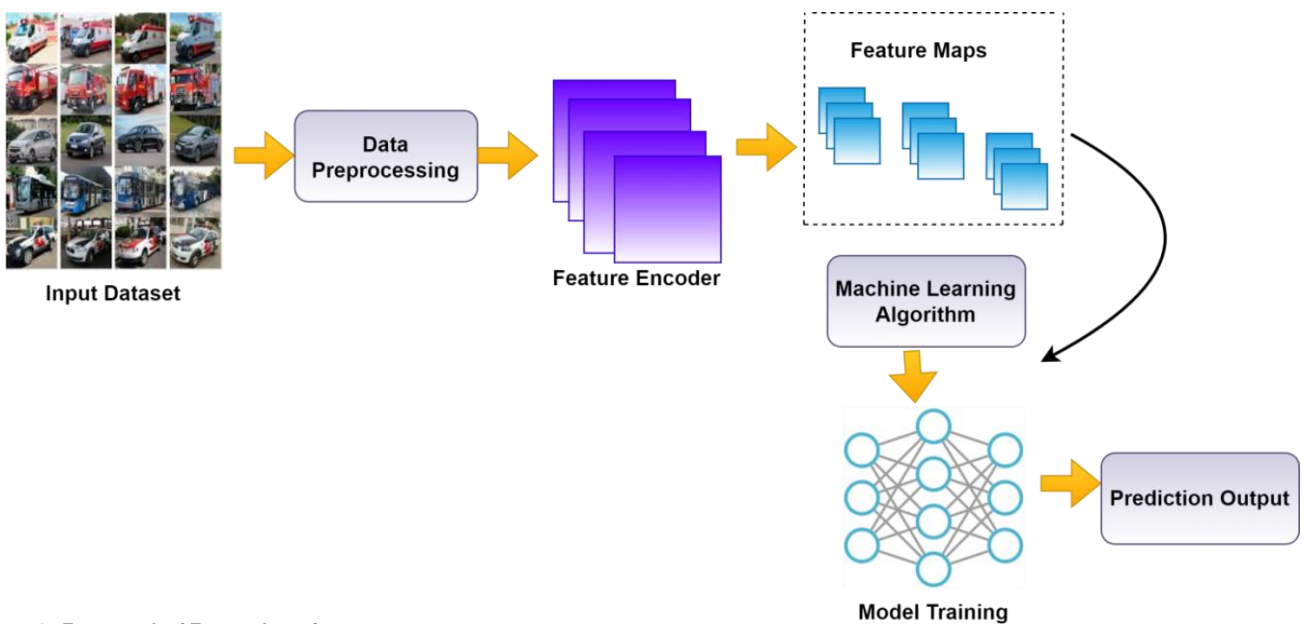 Feature Maps
Data
Preprocessing
Feature Encoder
Input Dataset
Machine Learning
Algorithm
Prediction Output
Model Training